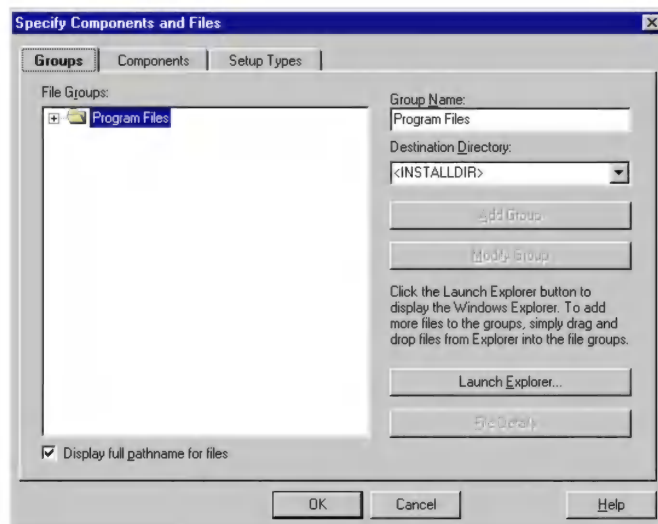 Specify Components and Files
Groups
Components
Setup Types
File Groups:
Program Files
Display full pathname for files
Group Name:
Program Files
Destination Directory:
<INSTALLDIR>
Add Group
Modify Group
Click the Launch Explorer button to
display the Windows Explorer. To add
more files to the groups, simply drag and
drop files from Explorer into the file groups.
Launch Explorer...
File Details
OK
Cancel
Help